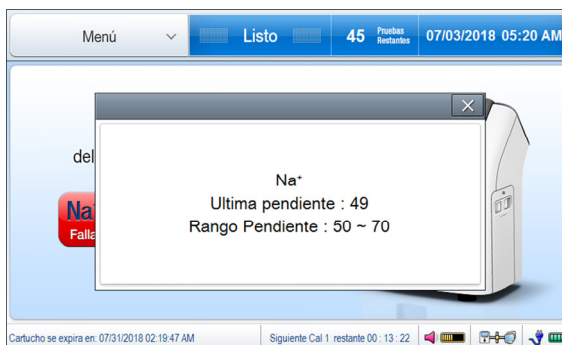 Menú
Listo
45 Pruebas Restantes
07/03/2018 05:20 AM
del
Na⁺
Ultima pendiente : 49
Rango Pendiente : 50 ~ 70
Na
Falla
Cartucho se expira en: 07/31/2018 02:19:47 AM
Siguiente Cal 1 restante 00 : 13 : 22